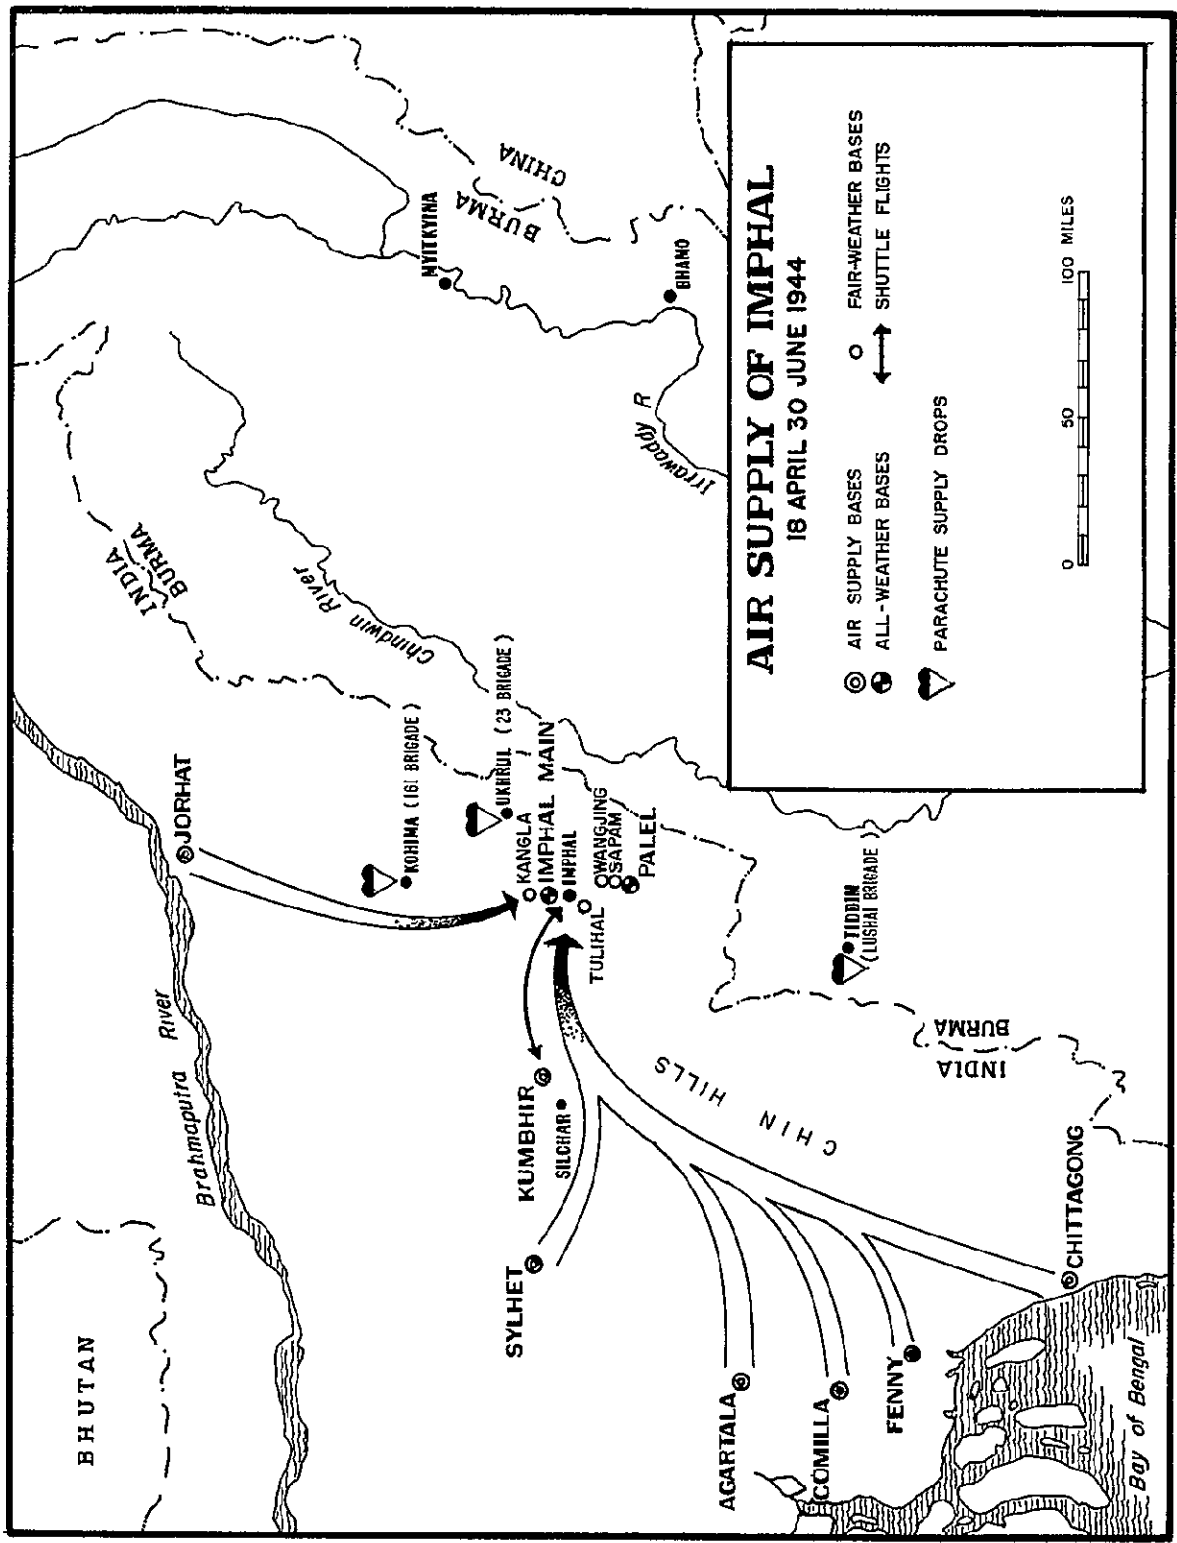 AIR SUPPLY OF IMPHAL
18 APRIL 30 JUNE 1944
AIR SUPPLY BASES
ALL-WEATHER BASES
PARACHUTE SUPPLY DROPS
FAIR-WEATHER BASES
SHUTTLE FLIGHTS
0 50 100 MILES
BHUTAN
Brahmaputra River
JORHAT
INDIA
BURMA
Chindwin River
MYITKYINA
BURMA
CHINA
BHAMO
Irrawaddy R
KOHIMA (161 BRIGADE)
UKHRUL (23 BRIGADE)
KANGLA
IMPHAL MAIN
IMPHAL
TULIHAL
WANGJING
SAPAM
PALEL
KUMBHIR
SILCHAR
SYLHET
CHIN HILLS
TIDDIM
(LUSHAI BRIGADE)
INDIA
BURMA
AGARTALA
COMILLA
FENNY
CHITTAGONG
Bay of Bengal